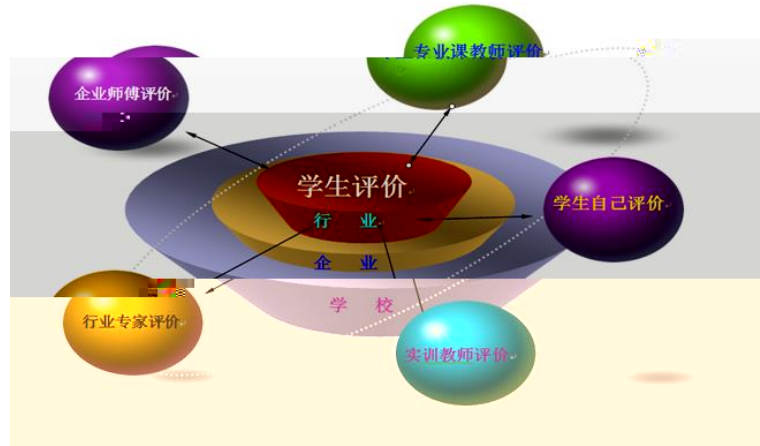 专业课教师评价
企业师傅评价
学生评价
学生自己评价
行 业
企 业
学 校
行业专家评价
实训教师评价